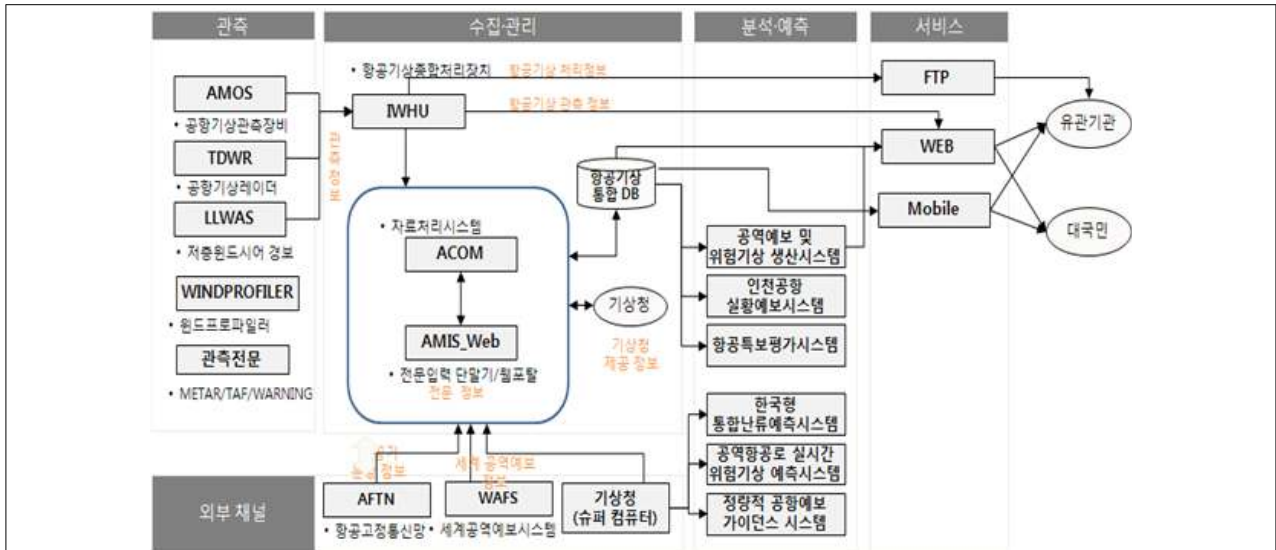 관측
수집·관리
분석·예측
서비스
AMOS
• 공항기상관측장비
TDWR
• 공항기상레이더
LLWAS
• 저층윈드시어 경보
WINDPROFILER
• 윈드프로파일러
관측전문
• METAR/TAF/WARNING
• 항공기상종합처리장치
항공기상 처리정보
IWHU
항공기상 관측 정보
• 자료처리시스템
ACOM
AMIS_Web
• 전문입력 단말기/웹포탈
전문 정보
항공기상
통합 DB
기상청
기상청
제공 정보
공역예보 및
위험기상 생산시스템
인천공항
실황예보시스템
항공특보평가시스템
한국형
통합난류예측시스템
공역항공로 실시간
위험기상 예측시스템
정량적 공항예보
가이던스 시스템
FTP
WEB
Mobile
유관기관
대국민
외부 채널
정보
세계 공역예보
정보
AFTN
• 항공고정통신망
WAFS
• 세계공역예보시스템
기상청
(슈퍼 컴퓨터)